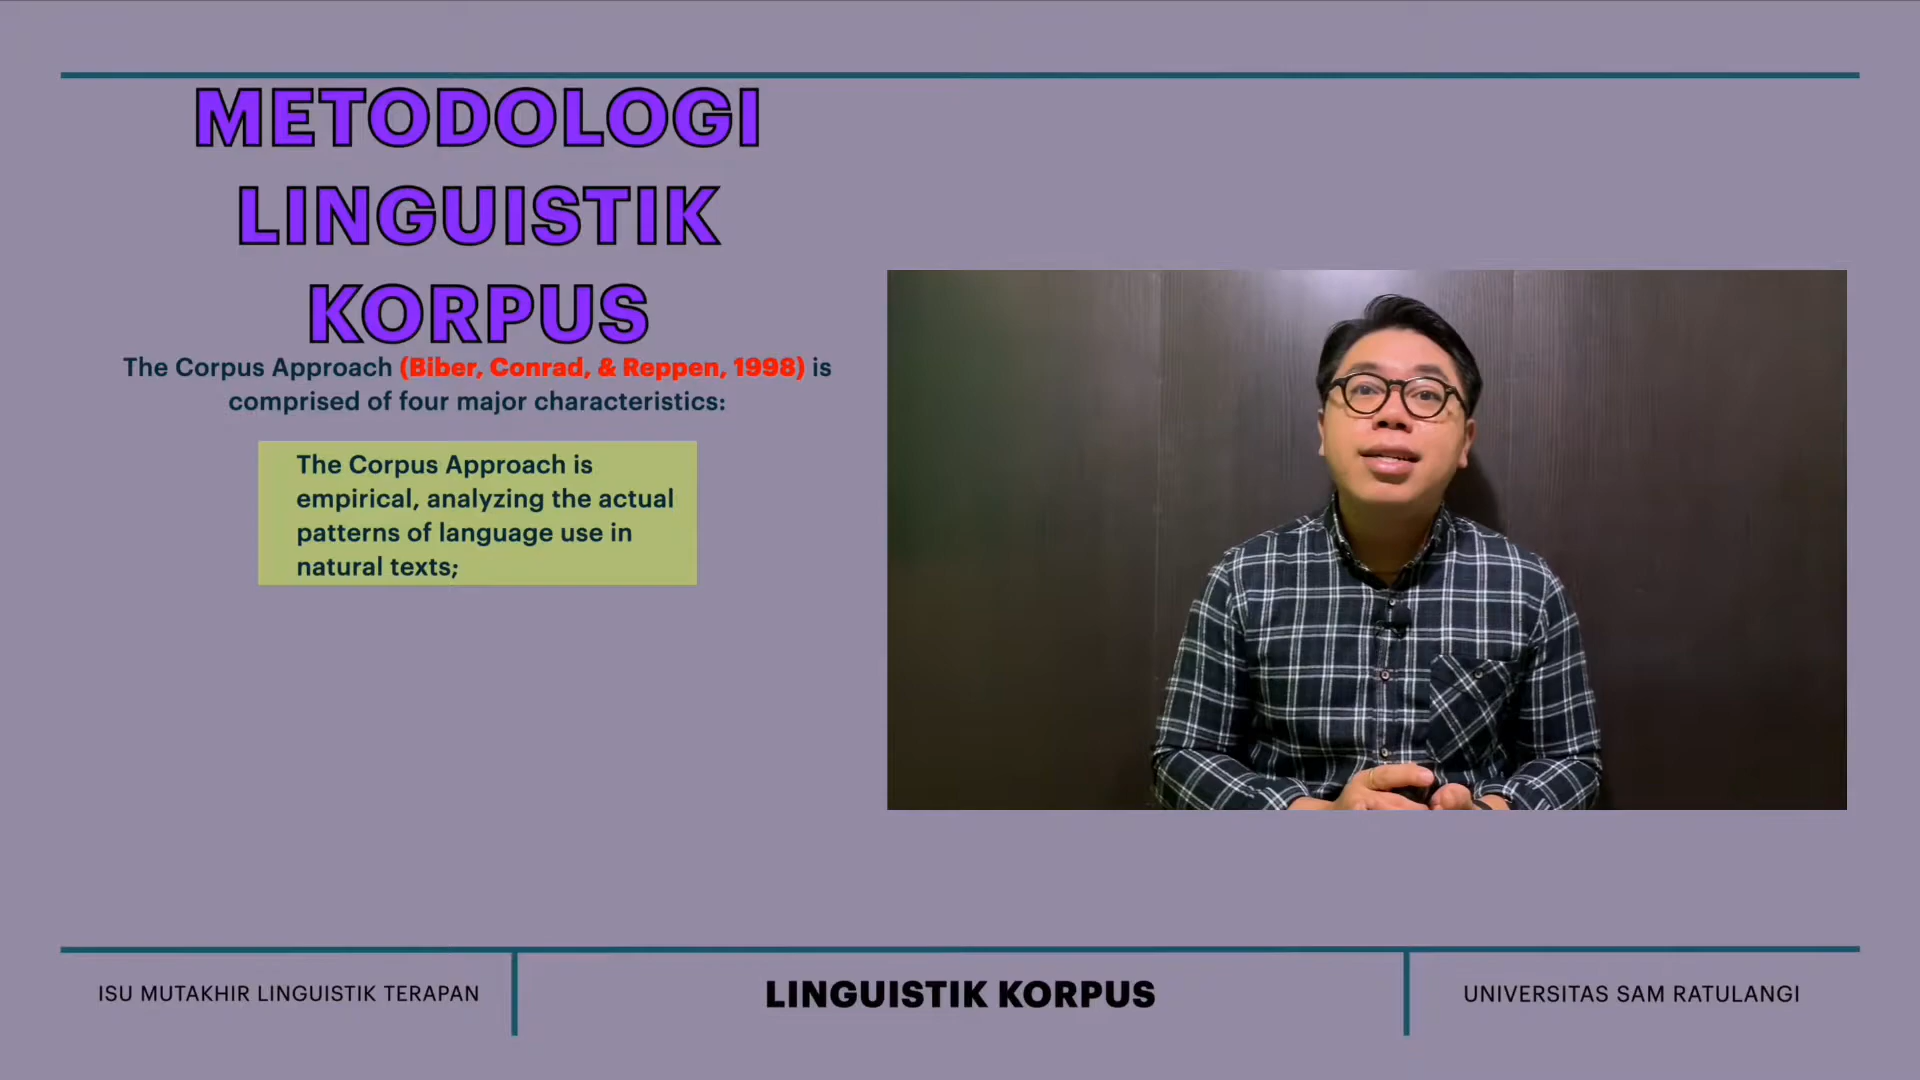 METODOLOGI
LINGUISTIK
KORPUS
The Corpus Approach (Biber, Conrad, & Reppen, 1998) is
comprised of four major characteristics:
The Corpus Approach is
empirical, analyzing the actual
patterns of language use in
natural texts;
ISU MUTAKHIR LINGUISTIK TERAPAN
LINGUISTIK KORPUS
UNIVERSITAS SAM RATULANGI